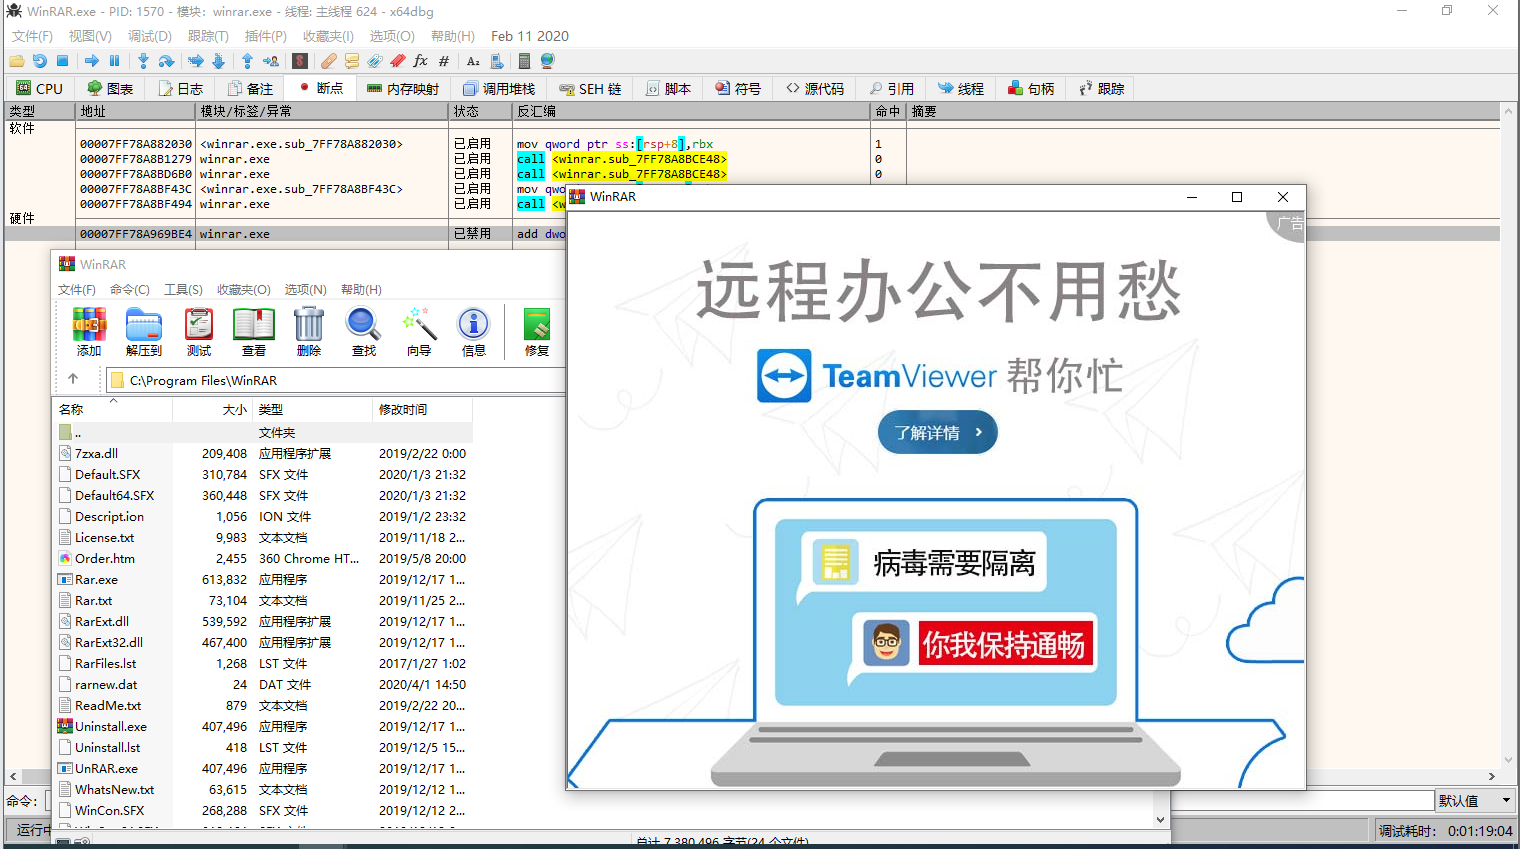 WinRAR.exe - PID: 1570 - 模块: winrar.exe - 线程: 主线程 624 - x64dbg
文件(F) 视图(V) 调试(D) 跟踪(T) 插件(P) 收藏夹(I) 选项(O) 帮助(H) Feb 11 2020
CPU 图表 日志 备注 断点 内存映射 调用堆栈 SEH 链 脚本 符号 源代码 引用 线程 句柄 跟踪
类型 地址 模块/标签/异常 状态 反汇编 命中 摘要
软件
00007FF78A882030 <winrar.exe.sub_7FF78A882030> 已启用 mov qword ptr ss:[rsp+8],rbx 1
00007FF78A8B1279 winrar.exe 已启用 call <winrar.sub_7FF78A8BCE48> 0
00007FF78A8BD6B0 winrar.exe 已启用 call <winrar.sub_7FF78A8BCE48> 0
00007FF78A8BF43C <winrar.exe.sub_7FF78A8BF43C> 已启用 mov
00007FF78A8BF494 winrar.exe 已启用 call
硬件
00007FF78A969BE4 winrar.exe 已禁用 add
WinRAR
文件(F) 命令(C) 工具(S) 收藏夹(O) 选项(N) 帮助(H)
添加 解压到 测试 查看 删除 查找 向导 信息 修复
C:\Program Files\WinRAR
名称 大小 类型 修改时间
.. 文件夹
7zxa.dll 209,408 应用程序扩展 2019/2/22 0:00
Default.SFX 310,784 SFX 文件 2020/1/3 21:32
Default64.SFX 360,448 SFX 文件 2020/1/3 21:32
Descript.ion 1,056 ION 文件 2019/1/2 23:32
License.txt 9,983 文本文档 2019/11/18 2...
Order.htm 2,455 360 Chrome HT... 2019/5/8 20:00
Rar.exe 613,832 应用程序 2019/12/17 1...
Rar.txt 73,104 文本文档 2019/11/25 2...
RarExt.dll 539,592 应用程序扩展 2019/12/17 1...
RarExt32.dll 467,400 应用程序扩展 2019/12/17 1...
RarFiles.lst 1,268 LST 文件 2017/1/27 1:02
rarnew.dat 24 DAT 文件 2020/4/1 14:50
ReadMe.txt 879 文本文档 2019/2/22 20...
Uninstall.exe 407,496 应用程序 2019/12/17 1...
Uninstall.lst 418 LST 文件 2019/12/5 15...
UnRAR.exe 407,496 应用程序 2019/12/17 1...
WhatsNew.txt 63,615 文本文档 2019/12/12 1...
WinCon.SFX 268,288 SFX 文件 2019/12/12 2...
总计 7,380,496 字节(24 个文件)
WinRAR
广告
远程办公不用愁
TeamViewer 帮你忙
了解详情 ›
病毒需要隔离
你我保持通畅
命令: 默认值
运行中 调试耗时: 0:01:19:04